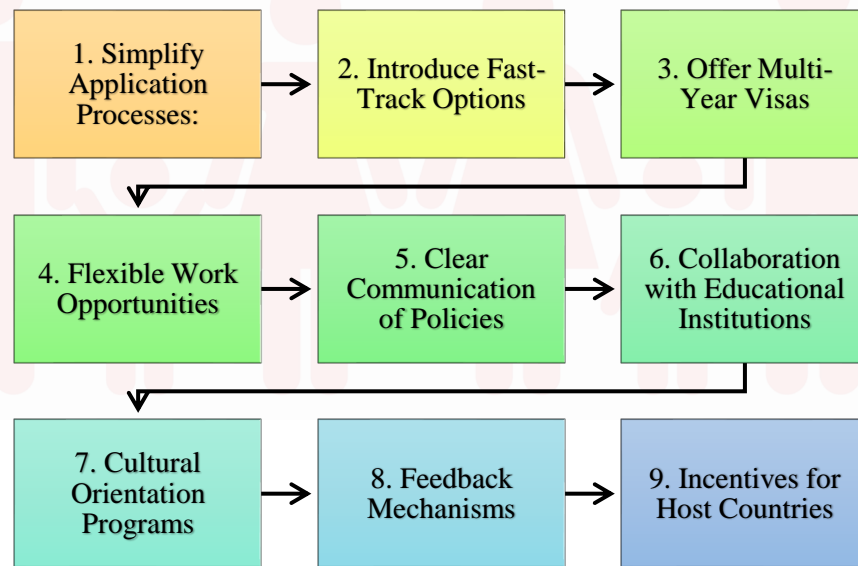 1. Simplify
Application
Processes:
2. Introduce Fast-
Track Options
3. Offer Multi-
Year Visas
4. Flexible Work
Opportunities
5. Clear
Communication
of Policies
6. Collaboration
with Educational
Institutions
7. Cultural
Orientation
Programs
8. Feedback
Mechanisms
9. Incentives for
Host Countries